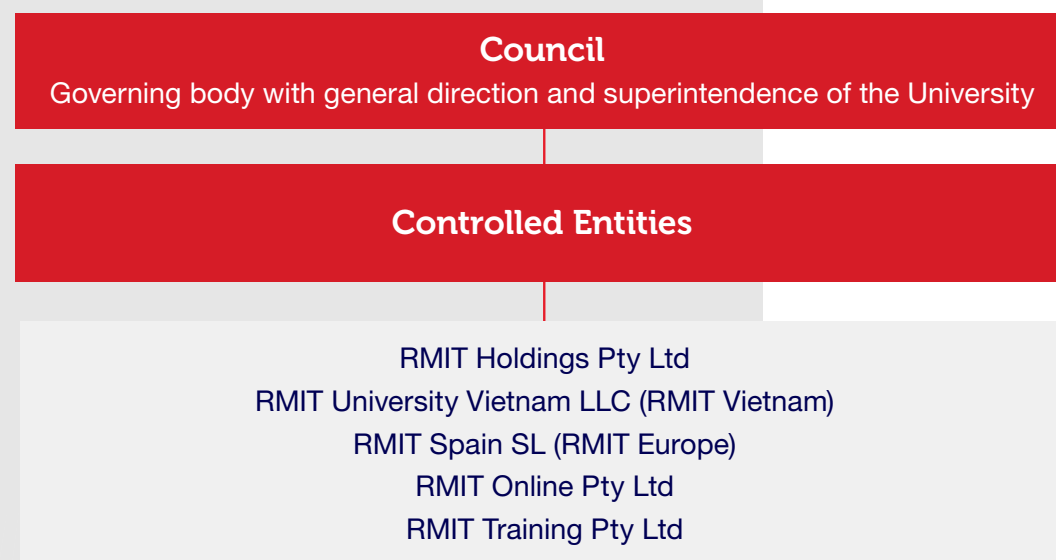 Council
Governing body with general direction and superintendence of the University
Controlled Entities
RMIT Holdings Pty Ltd
RMIT University Vietnam LLC (RMIT Vietnam)
RMIT Spain SL (RMIT Europe)
RMIT Online Pty Ltd
RMIT Training Pty Ltd